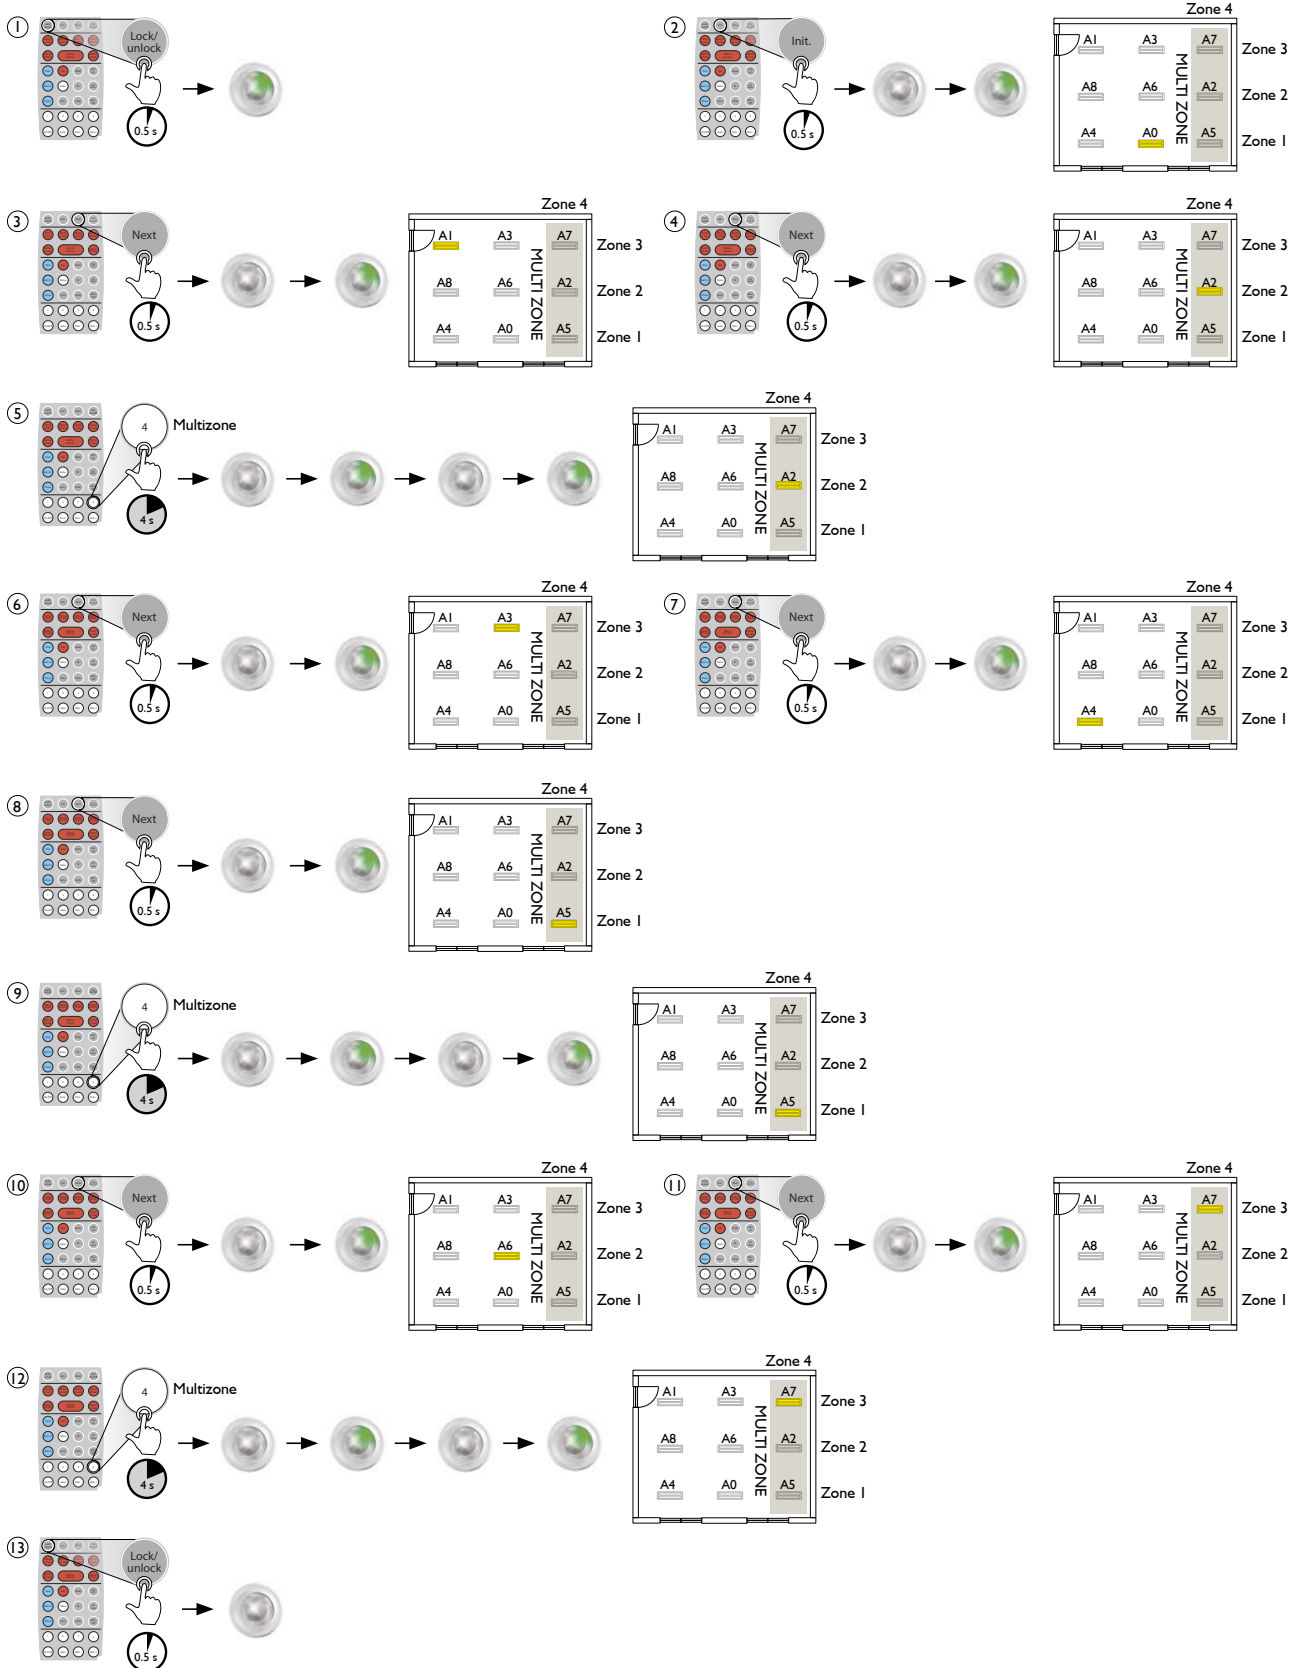 1
Lock/
unlock
0.5 s
2
Init.
0.5 s
Zone 4
A1 A3 A7 Zone 3
A8 A6 A2 Zone 2
A4 A0 A5 Zone 1
MULTI ZONE
3
Next
0.5 s
Zone 4
A1 A3 A7 Zone 3
A8 A6 A2 Zone 2
A4 A0 A5 Zone 1
MULTI ZONE
4
Next
0.5 s
Zone 4
A1 A3 A7 Zone 3
A8 A6 A2 Zone 2
A4 A0 A5 Zone 1
MULTI ZONE
5
4 Multizone
4 s
Zone 4
A1 A3 A7 Zone 3
A8 A6 A2 Zone 2
A4 A0 A5 Zone 1
MULTI ZONE
6
Next
0.5 s
Zone 4
A1 A3 A7 Zone 3
A8 A6 A2 Zone 2
A4 A0 A5 Zone 1
MULTI ZONE
7
Next
0.5 s
Zone 4
A1 A3 A7 Zone 3
A8 A6 A2 Zone 2
A4 A0 A5 Zone 1
MULTI ZONE
8
Next
0.5 s
Zone 4
A1 A3 A7 Zone 3
A8 A6 A2 Zone 2
A4 A0 A5 Zone 1
MULTI ZONE
9
4 Multizone
4 s
Zone 4
A1 A3 A7 Zone 3
A8 A6 A2 Zone 2
A4 A0 A5 Zone 1
MULTI ZONE
10
Next
0.5 s
Zone 4
A1 A3 A7 Zone 3
A8 A6 A2 Zone 2
A4 A0 A5 Zone 1
MULTI ZONE
11
Next
0.5 s
Zone 4
A1 A3 A7 Zone 3
A8 A6 A2 Zone 2
A4 A0 A5 Zone 1
MULTI ZONE
12
4 Multizone
4 s
Zone 4
A1 A3 A7 Zone 3
A8 A6 A2 Zone 2
A4 A0 A5 Zone 1
MULTI ZONE
13
Lock/
unlock
0.5 s